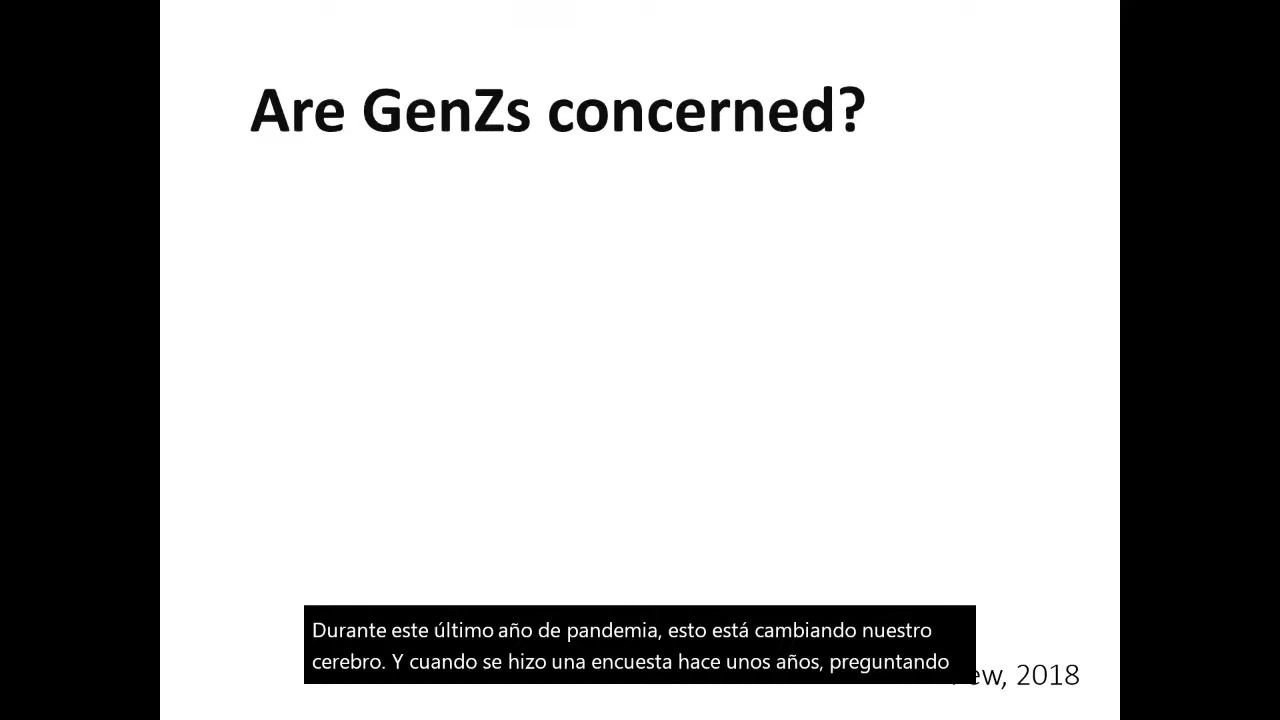 Are GenZs concerned?
Durante este último año de pandemia, esto está cambiando nuestro
cerebro. Y cuando se hizo una encuesta hace unos años, preguntando
2018